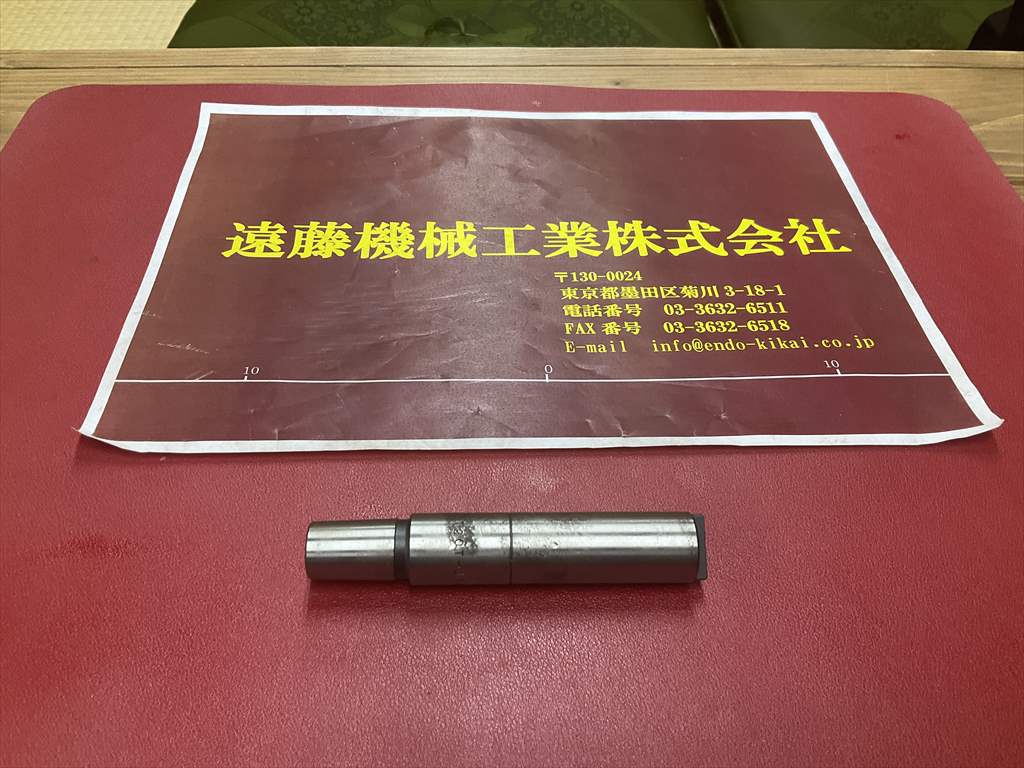 遠藤機械工業株式会社
〒130-0024
東京都墨田区菊川 3-18-1
電話番号 03-3632-6511
FAX 番号 03-3632-6518
E-mail info@endo-kikai.co.jp
10 0 10